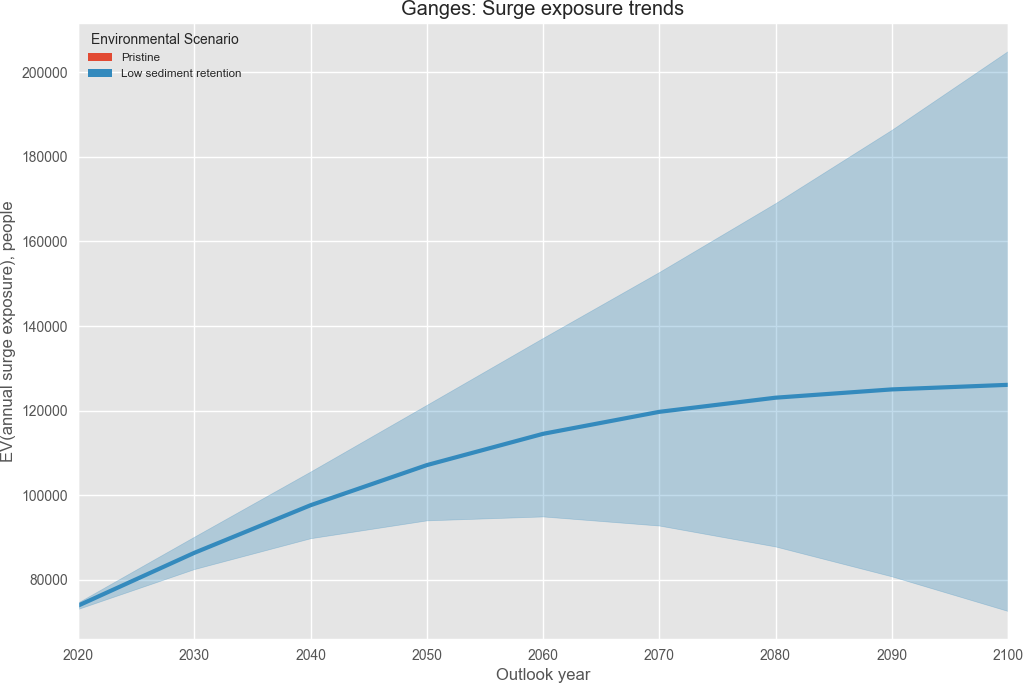 Ganges: Surge exposure trends
Environmental Scenario
Pristine
Low sediment retention
EV(annual surge exposure), people
200000
180000
160000
140000
120000
100000
80000
2020 2030 2040 2050 2060 2070 2080 2090 2100
Outlook year